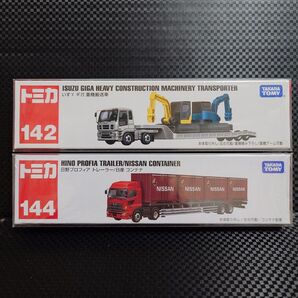 トミカ
142
ISUZU GIGA HEAVY CONSTRUCTION MACHINERY TRANSPORTER
いすゞ ギガ 重機搬送車
TAKARA
TOMY
トミカ
144
HINO PROFIA TRAILER/NISSAN CONTAINER
日野プロフィア トレーラー/日産 コンテナ
TAKARA
TOMY
NISSAN NISSAN NISSAN NISSAN